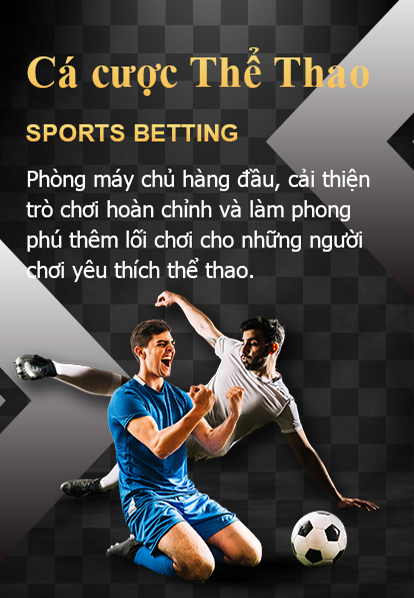 Cá cược Thể Thao
SPORTS BETTING
Phòng máy chủ hàng đầu, cải thiện
trò chơi hoàn chỉnh và làm phong
phú thêm lối chơi cho những người
chơi yêu thích thể thao.